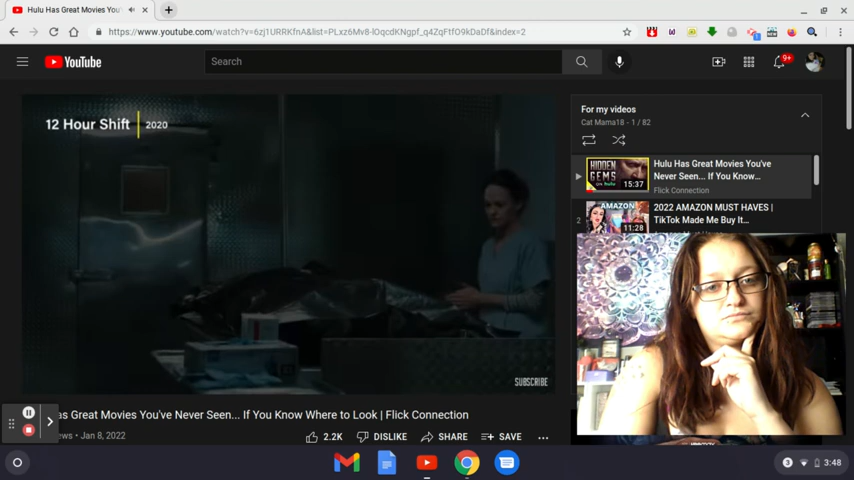 Hulu Has Great Movies You'
https://www.youtube.com/watch?v=6zj1URRKfnA&list=PLxz6Mv8-lOqcdKNgpf_q4ZqFtfO9kDaDf&index=2
YouTube
Search
9+
12 Hour Shift | 2020
SUBSCRIBE
For my videos
Cat Mama18 - 1 / 82
HIDDEN
GEMS
ON hulu
15:37
Hulu Has Great Movies You've
Never Seen... If You Know…
Flick Connection
2
AMAZON
11:28
2022 AMAZON MUST HAVES |
TikTok Made Me Buy It…
as Great Movies You've Never Seen... If You Know Where to Look | Flick Connection
ews • Jan 8, 2022
2.2K
DISLIKE
SHARE
SAVE
3
3:48